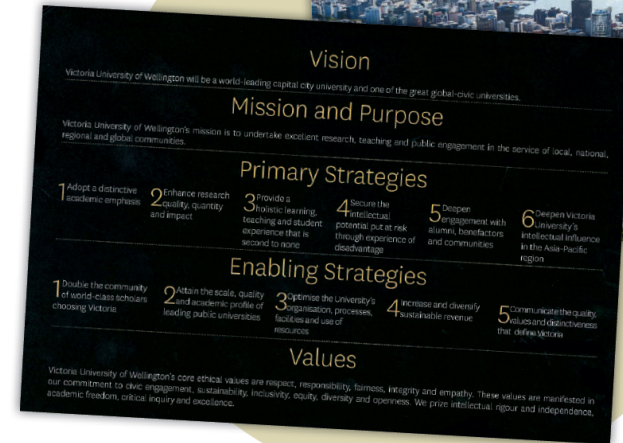 Vision
Victoria University of Wellington will be a world-leading capital city university and one of the great global-civic universities.
Mission and Purpose
Victoria University of Wellington's mission is to undertake excellent research, teaching and public engagement in the service of local, national,
regional and global communities.
Primary Strategies
1 Adopt a distinctive
academic emphasis
2 Enhance research
quality, quantity
and impact
3 Provide a
holistic learning,
teaching and student
experience that is
second to none
4 Secure the
intellectual
potential put at risk
through experience of
disadvantage
5 Deepen
engagement with
alumni, benefactors
and communities
6 Deepen Victoria
University's
intellectual influence
in the Asia-Pacific
region
Enabling Strategies
1 Double the community
of world-class scholars
choosing Victoria
2 Attain the scale, quality
and academic profile of
leading public universities
3 Optimise the University's
organisation, processes,
facilities and use of
resources
4 Increase and diversify
sustainable revenue
5 Communicate the quality,
values and distinctiveness
that define Victoria
Values
Victoria University of Wellington's core ethical values are respect, responsibility, fairness, integrity and empathy. These values are manifested in
our commitment to civic engagement, sustainability, inclusivity, equity, diversity and openness. We prize intellectual rigour and independence,
academic freedom, critical inquiry and excellence.